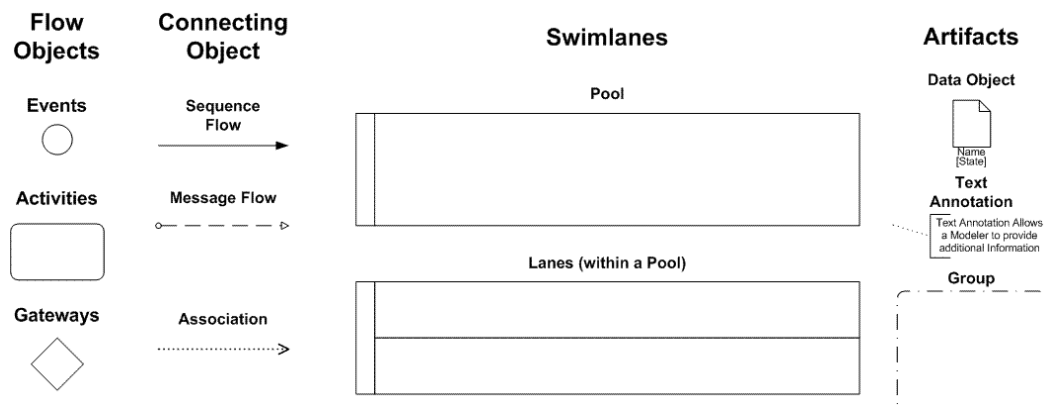 Flow
Objects
Events
Activities
Gateways
Connecting
Object
Sequence
Flow
Message Flow
Association
Swimlanes
Pool
Lanes (within a Pool)
Artifacts
Data Object
Name
[State]
Text
Annotation
Text Annotation Allows
a Modeler to provide
additional Information
Group